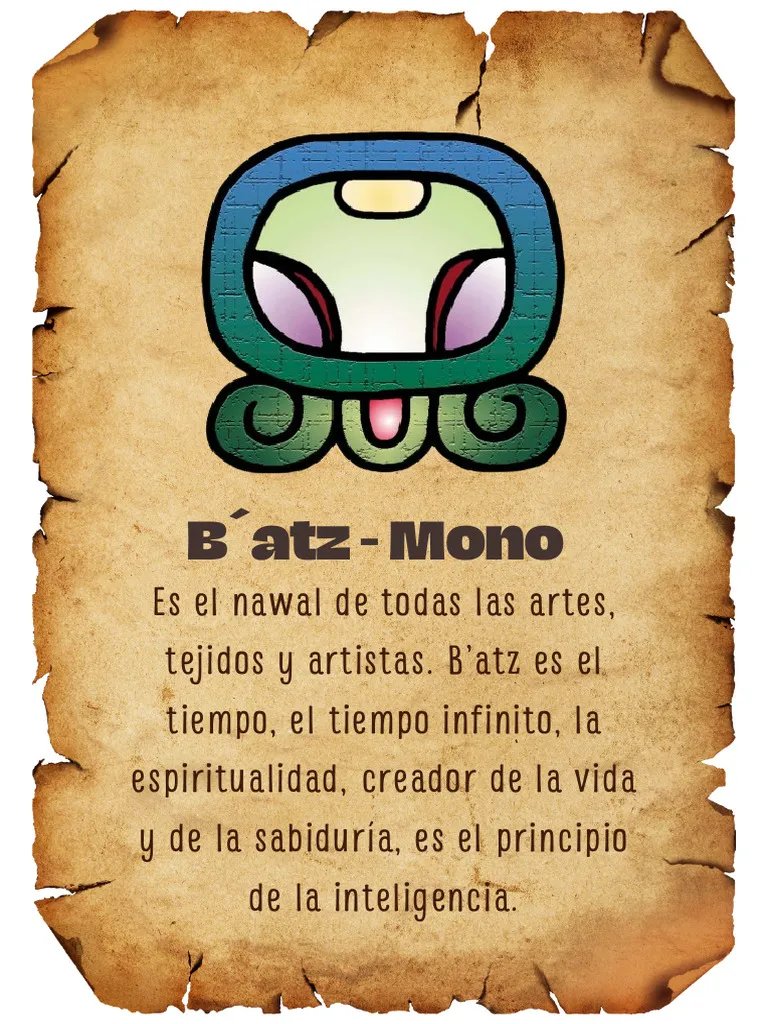 B´atz - Mono
Es el nawal de todas las artes,
tejidos y artistas. B’atz es el
tiempo, el tiempo infinito, la
espiritualidad, creador de la vida
y de la sabiduría, es el principio
de la inteligencia.